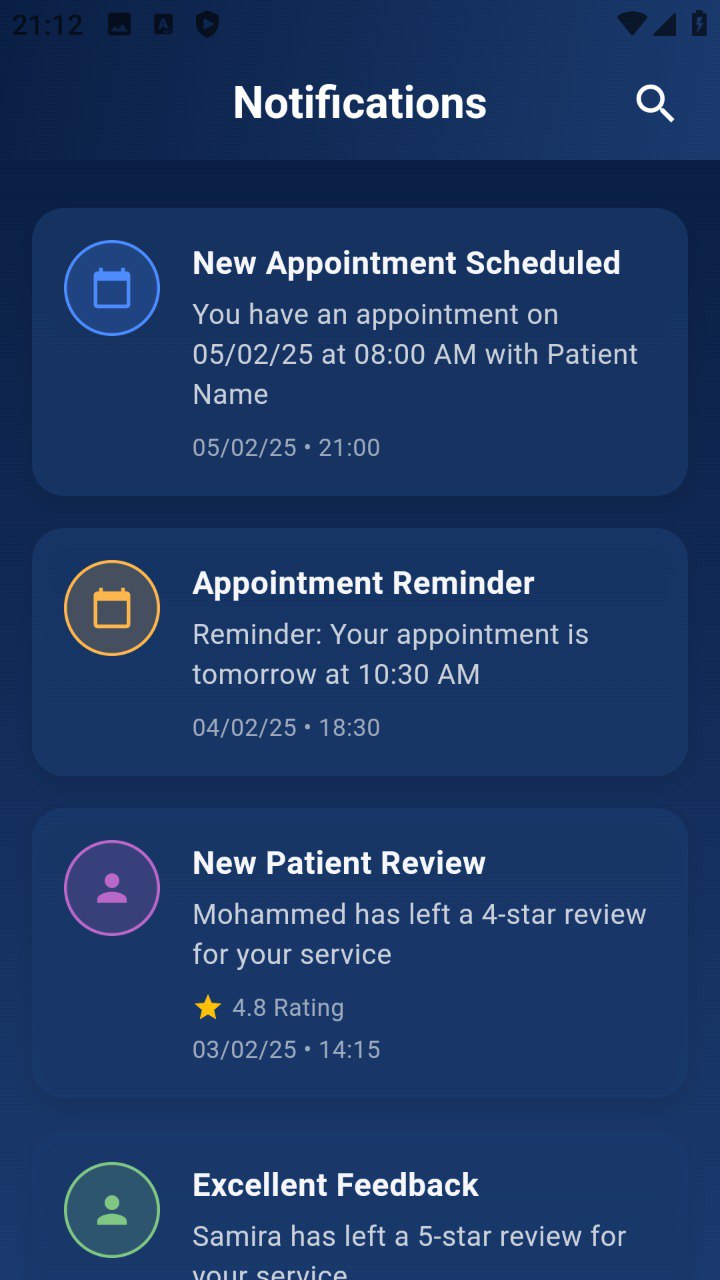 21:12
Notifications
New Appointment Scheduled
You have an appointment on
05/02/25 at 08:00 AM with Patient
Name
05/02/25 • 21:00
Appointment Reminder
Reminder: Your appointment is
tomorrow at 10:30 AM
04/02/25 • 18:30
New Patient Review
Mohammed has left a 4-star review
for your service
4.8 Rating
03/02/25 • 14:15
Excellent Feedback
Samira has left a 5-star review for
your service